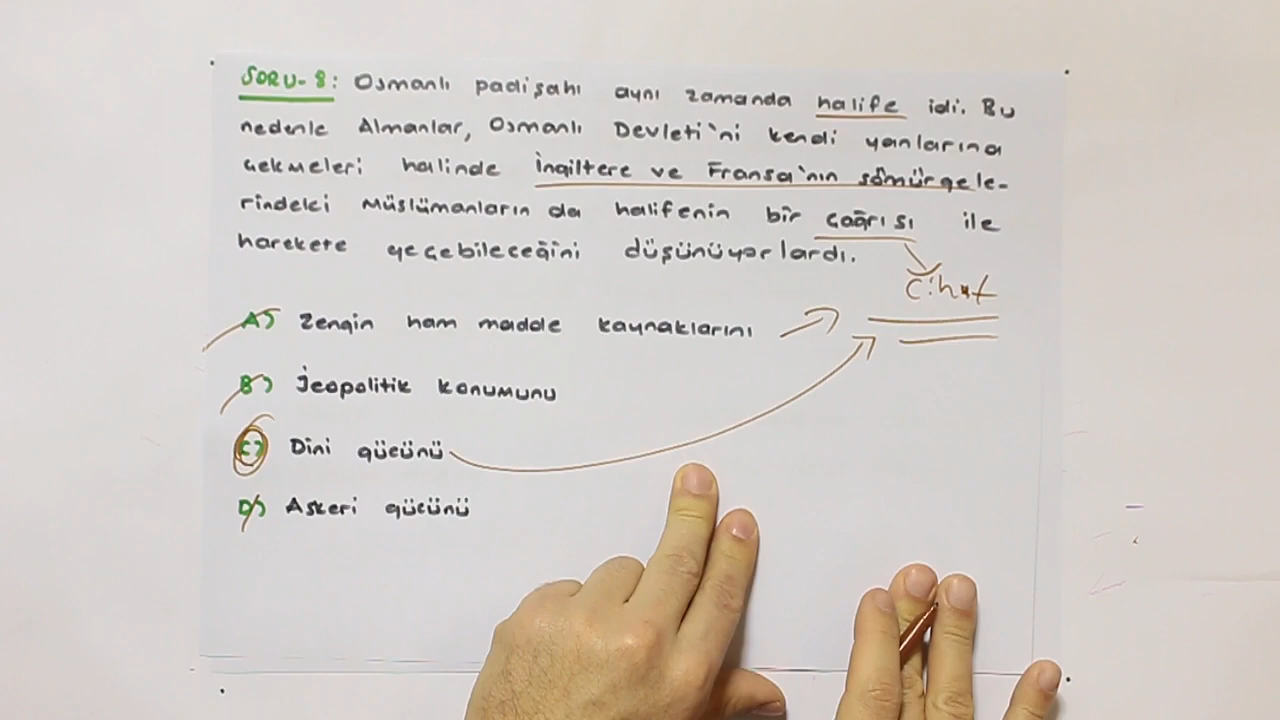 SORU-8: Osmanlı padişahı aynı zamanda halife idi. Bu
nedenle Almanlar, Osmanlı Devleti'ni kendi yanlarına
çekmeleri halinde İngiltere ve Fransa'nın sömürgele-
rindeki Müslümanların da halifenin bir çağrısı ile
harekete geçebileceğini düşünüyorlardı.
Cihat
A) Zengin ham madde kaynaklarını
B) Jeopolitik konumunu
C) Dini gücünü
D) Askeri gücünü